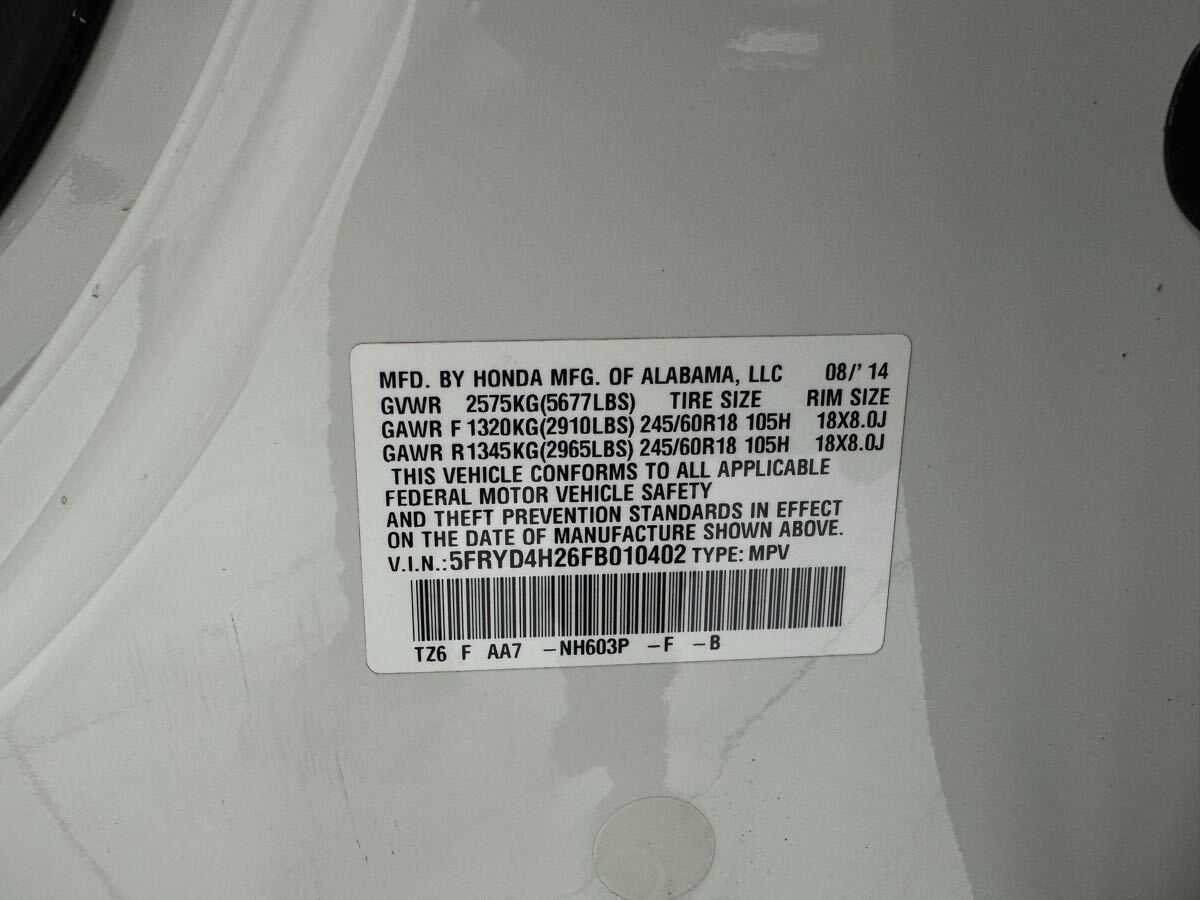 MFD. BY HONDA MFG. OF ALABAMA, LLC 08/'14
GVWR 2575KG(5677LBS) TIRE SIZE RIM SIZE
GAWR F 1320KG(2910LBS) 245/60R18 105H 18X8.0J
GAWR R1345KG(2965LBS) 245/60R18 105H 18X8.0J
THIS VEHICLE CONFORMS TO ALL APPLICABLE
FEDERAL MOTOR VEHICLE SAFETY
AND THEFT PREVENTION STANDARDS IN EFFECT
ON THE DATE OF MANUFACTURE SHOWN ABOVE.
V.I.N.:5FRYD4H26FB010402 TYPE: MPV
TZ6 F AA7 –NH603P –F –B